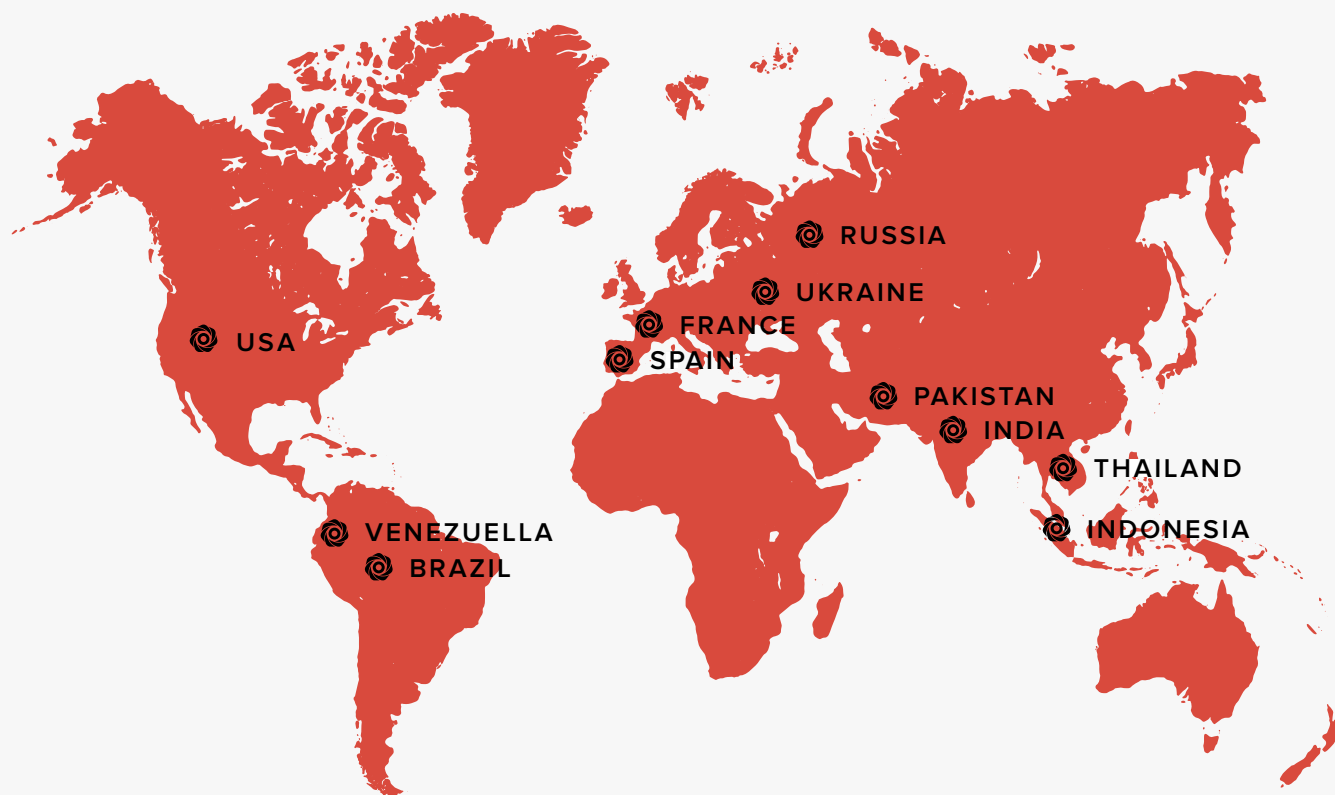 RUSSIA
UKRAINE
FRANCE
USA
SPAIN
PAKISTAN
INDIA
THAILAND
INDONESIA
VENEZUELLA
BRAZIL